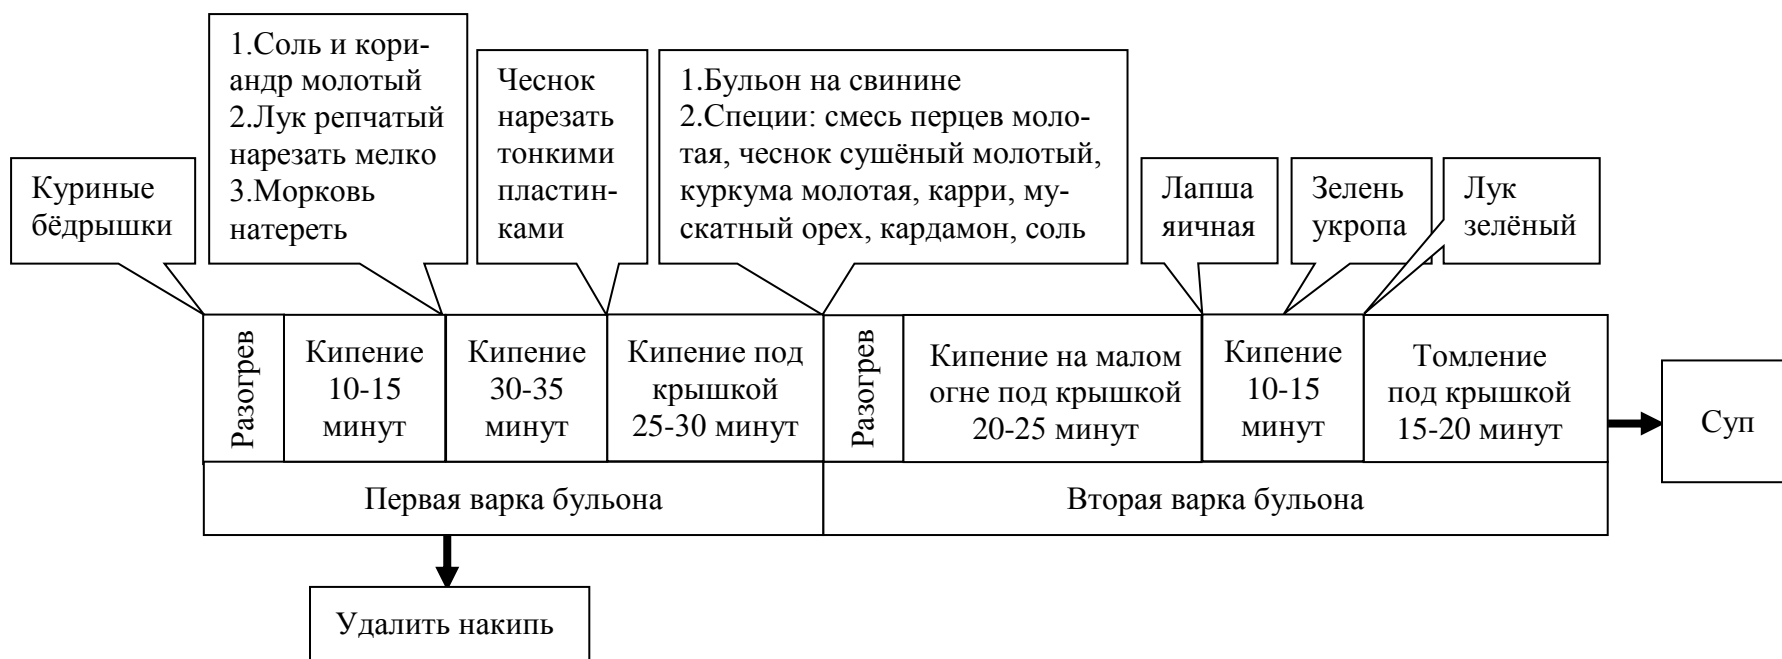 Куриные
бёдрышки
1.Соль и кори-
андр молотый
2.Лук репчатый
нарезать мелко
3.Морковь
натереть
Чеснок
нарезать
тонкими
пластин-
ками
1.Бульон на свинине
2.Специи: смесь перцев моло-
тая, чеснок сушёный молотый,
куркума молотая, карри, му-
скатный орех, кардамон, соль
Лапша
яичная
Зелень
укропа
Лук
зелёный
Разогрев
Кипение
10-15
минут
Кипение
30-35
минут
Кипение под
крышкой
25-30 минут
Разогрев
Кипение на малом
огне под крышкой
20-25 минут
Кипение
10-15
минут
Томление
под крышкой
15-20 минут
Суп
Первая варка бульона
Вторая варка бульона
Удалить накипь